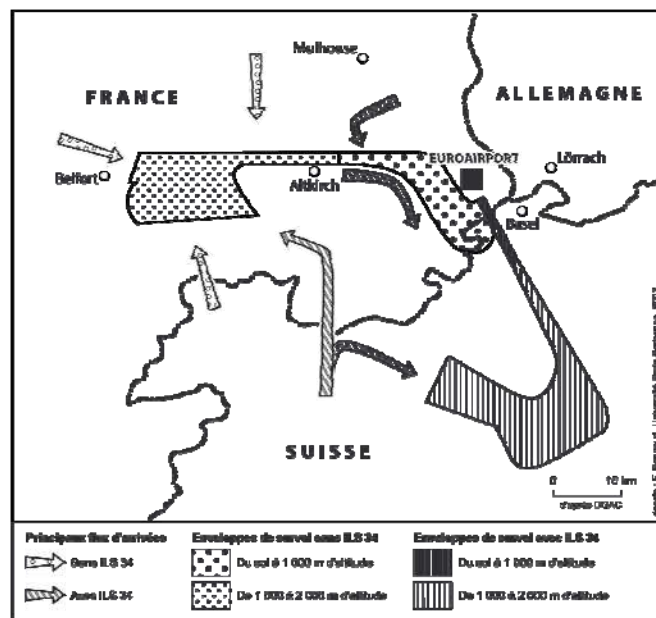 Mulhouse
FRANCE
ALLEMAGNE
EUROAIRPORT
Lörrach
Belfort
Altkirch
Basel
SUISSE
0 10 km
d'après DGAC
Principaux flux d'arrivées
Sans ILS 34
Avec ILS 34
Enveloppes de survol sans ILS 34
Du sol à 1 000 m d'altitude
De 1 000 à 2 000 m d'altitude
Enveloppes de survol avec ILS 34
Du sol à 1 000 m d'altitude
De 1 000 à 2 000 m d'altitude